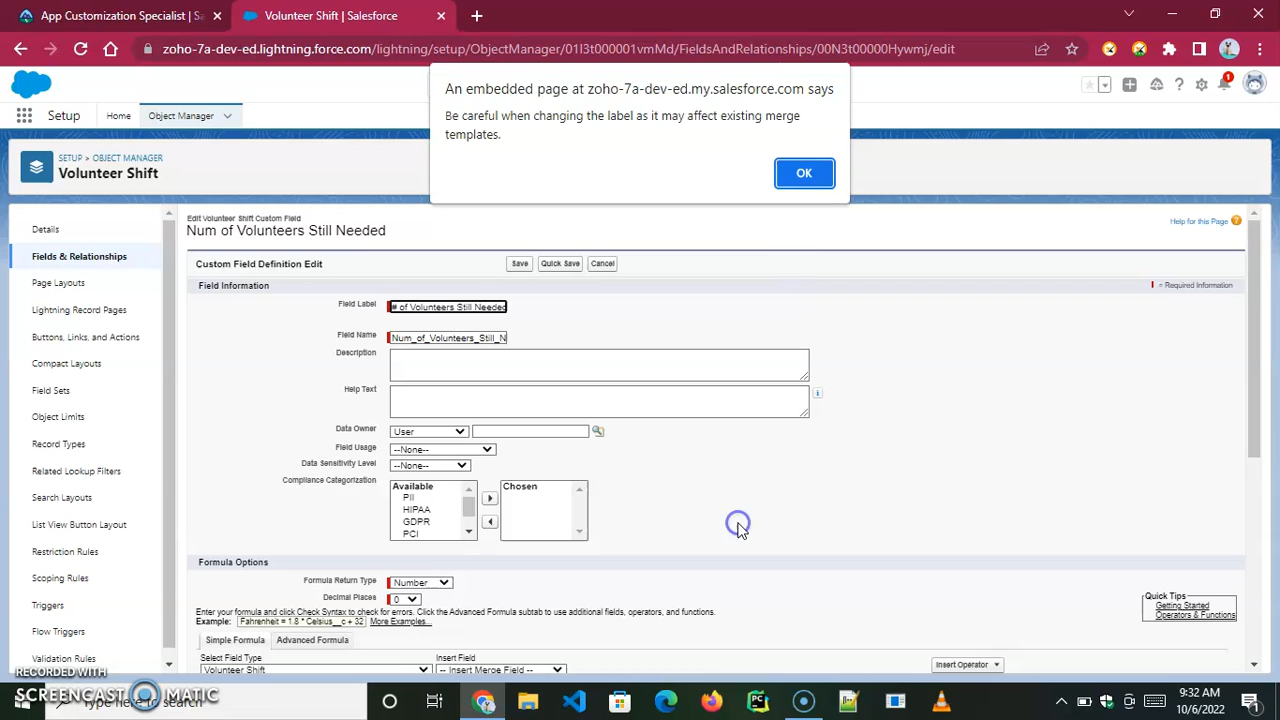 App Customization Specialist | Sa
Volunteer Shift | Salesforce
zoho-7a-dev-ed.lightning.force.com/lightning/setup/ObjectManager/01I3t000001vmMd/FieldsAndRelationships/00N3t00000Hywmj/edit
An embedded page at zoho-7a-dev-ed.my.salesforce.com says
Be careful when changing the label as it may affect existing merge
templates.
OK
1
Setup
Home
Object Manager
SETUP > OBJECT MANAGER
Volunteer Shift
Details
Fields & Relationships
Page Layouts
Lightning Record Pages
Buttons, Links, and Actions
Compact Layouts
Field Sets
Object Limits
Record Types
Related Lookup Filters
Search Layouts
List View Button Layout
Restriction Rules
Scoping Rules
Triggers
Flow Triggers
Validation Rules
Edit Volunteer Shift Custom Field
Num of Volunteers Still Needed
Help for this Page
Custom Field Definition Edit
Save
Quick Save
Cancel
Field Information
= Required Information
Field Label
# of Volunteers Still Needed
Field Name
Num_of_Volunteers_Still_N
Description
Help Text
i
Data Owner
User
Field Usage
--None--
Data Sensitivity Level
--None--
Compliance Categorization
Available
PII
HIPAA
GDPR
PCI
Chosen
Formula Options
Formula Return Type
Number
Decimal Places
0
Enter your formula and click Check Syntax to check for errors. Click the Advanced Formula subtab to use additional fields, operators, and functions.
Example: Fahrenheit = 1.8 * Celsius__c + 32 More Examples...
Quick Tips
Getting Started
Operators & Functions
Simple Formula
Advanced Formula
Select Field Type
Volunteer Shift
Insert Field
-- Insert Merge Field --
Insert Operator
RECORDED WITH
SCREENCAST MATIC
Type here to search
9:32 AM
10/6/2022
1